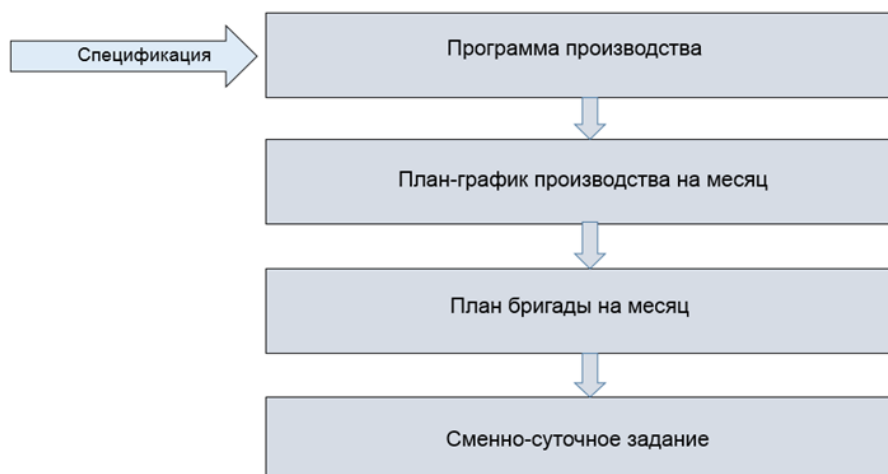 Спецификация
Программа производства
План-график производства на месяц
План бригады на месяц
Сменно-суточное задание